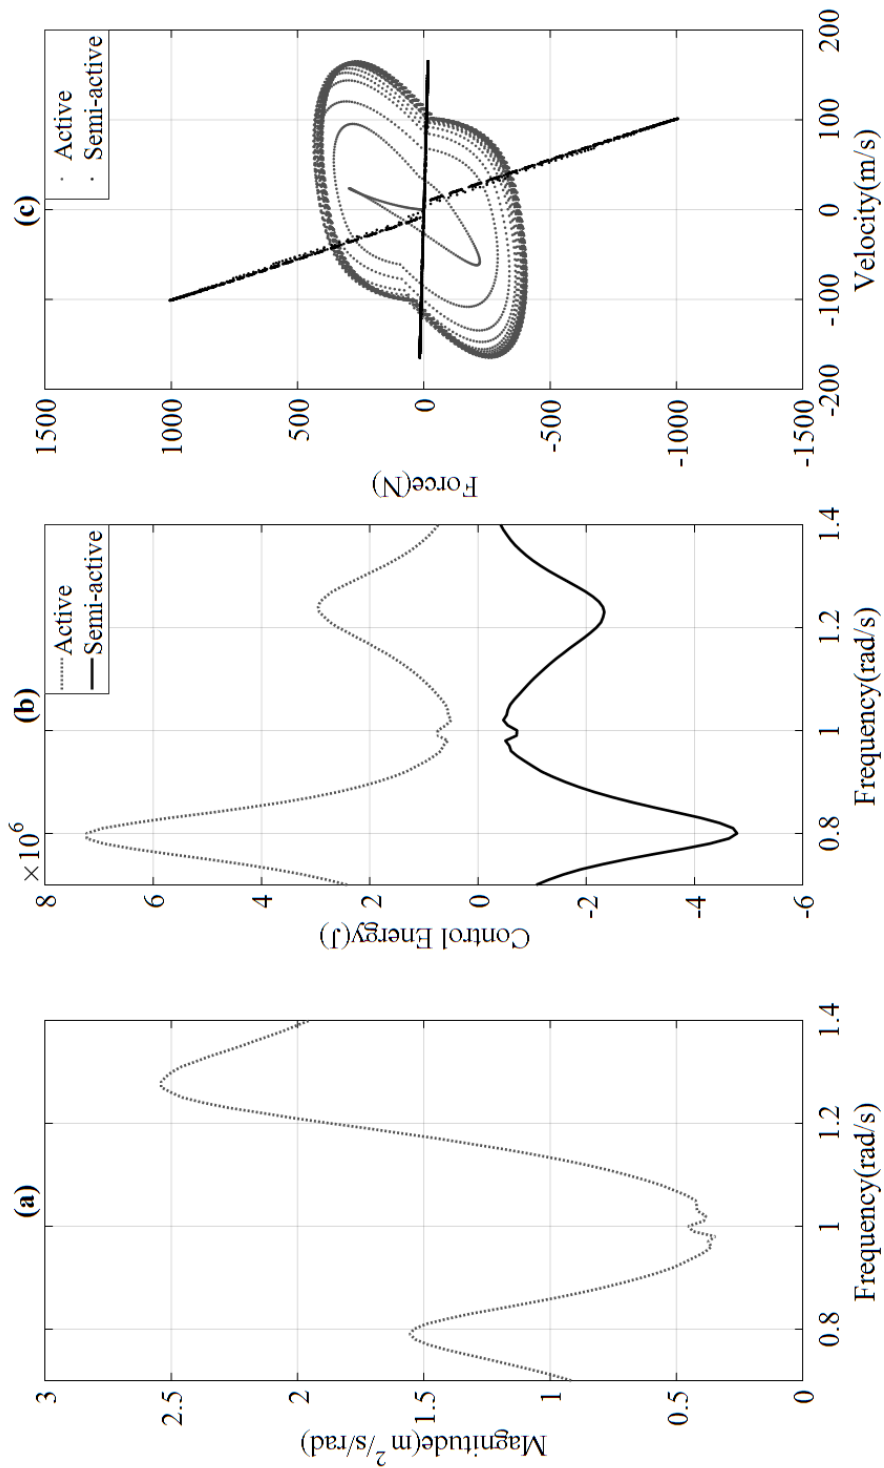 (a)
Magnitude(m²/s/rad)
3
2.5
2
1.5
1
0.5
0
0.8
1
1.2
1.4
Frequency(rad/s)
(b)
×10⁶
Control Energy(J)
8
6
4
2
0
-2
-4
-6
Active
Semi-active
0.8
1
1.2
1.4
Frequency(rad/s)
(c)
Force(N)
1500
1000
500
0
-500
-1000
-1500
Active
Semi-active
-200
-100
0
100
200
Velocity(m/s)